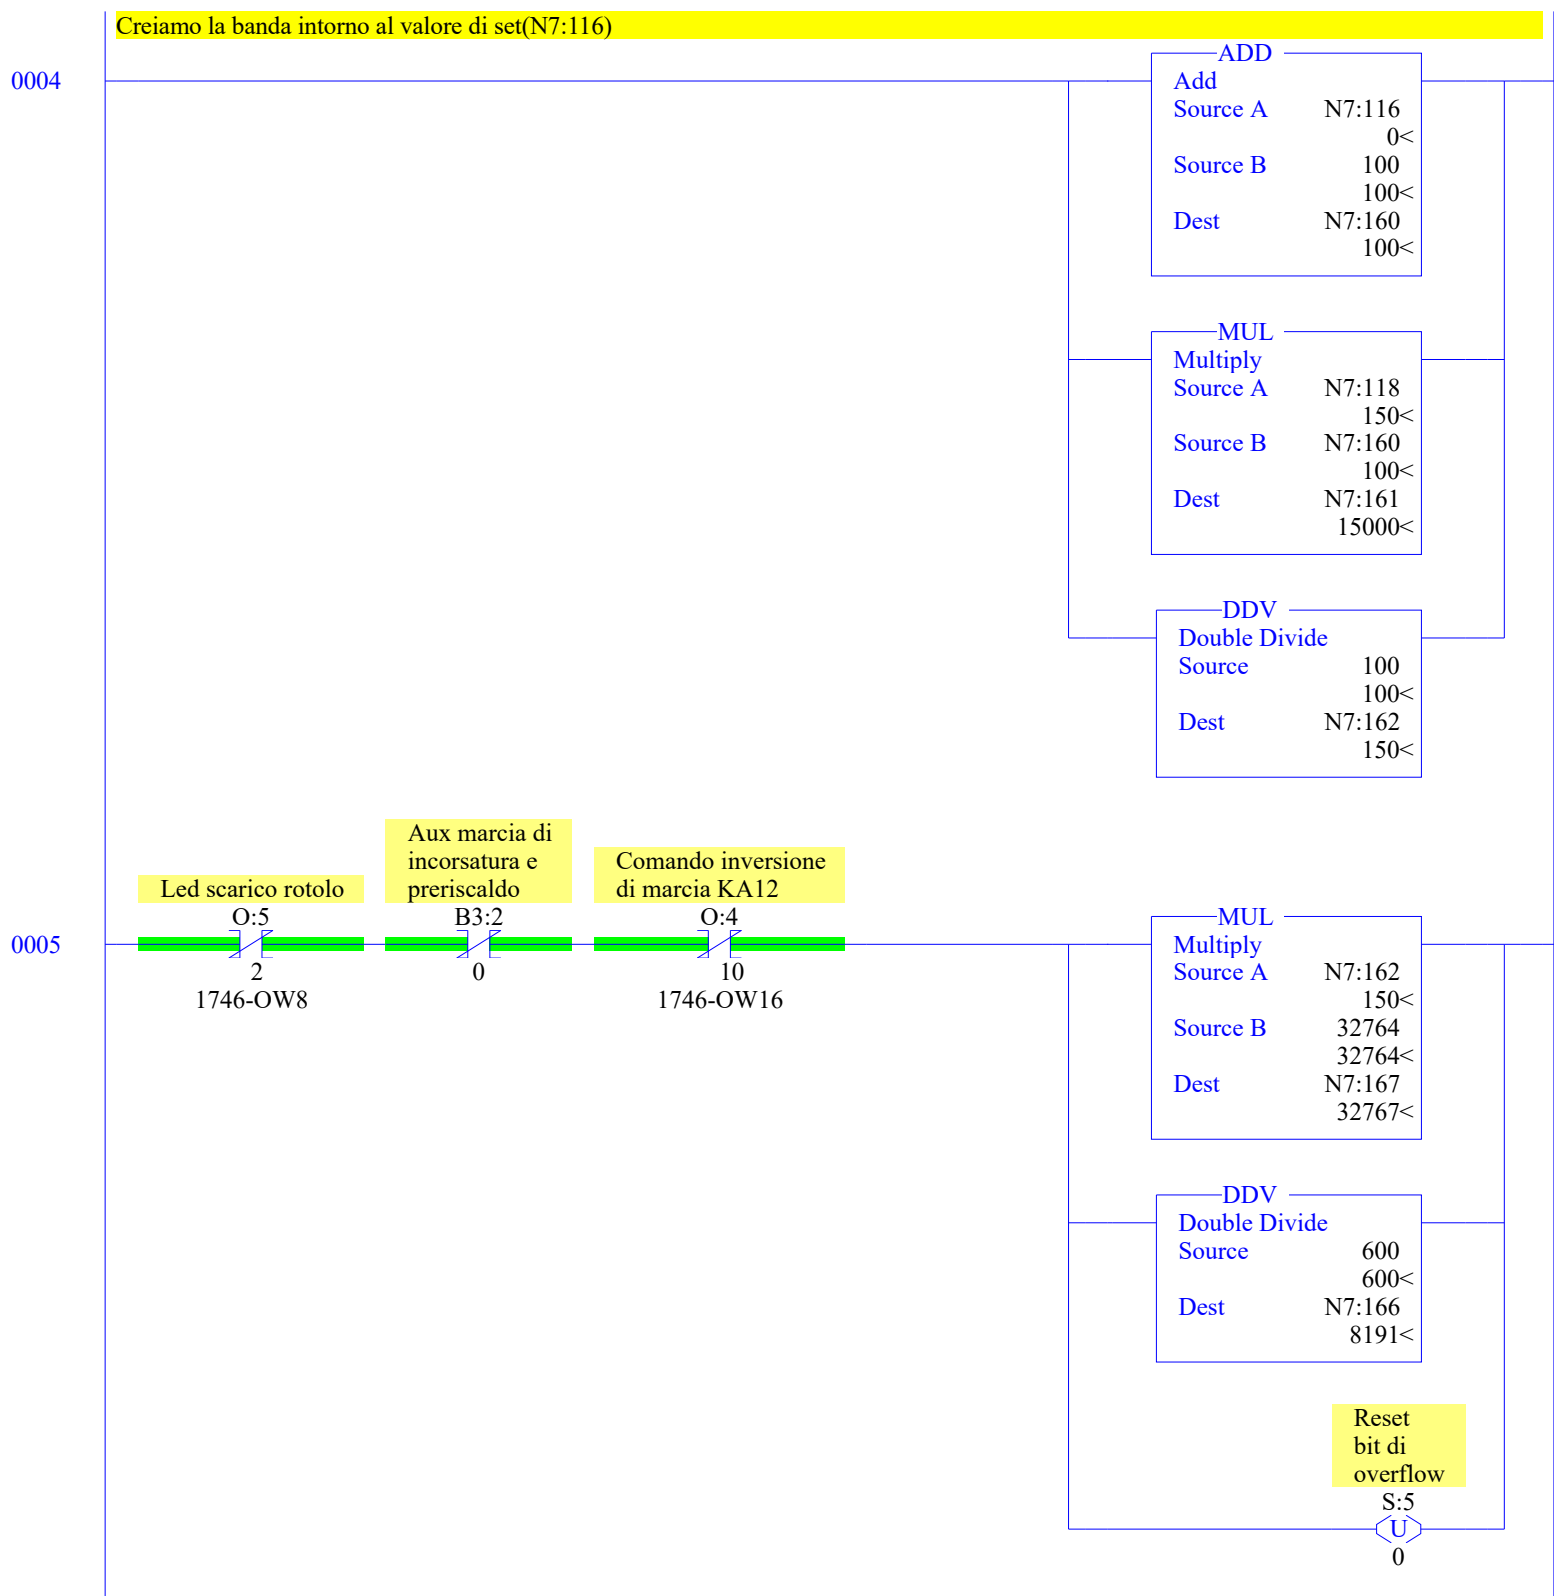 Creiamo la banda intorno al valore di set(N7:116)
0004
ADD
Add
Source A N7:116
0<
Source B 100
100<
Dest N7:160
100<
MUL
Multiply
Source A N7:118
150<
Source B N7:160
100<
Dest N7:161
15000<
DDV
Double Divide
Source 100
100<
Dest N7:162
150<
0005
Led scarico rotolo
O:5
2
1746-OW8
Aux marcia di
incorsatura e
preriscaldo
B3:2
0
Comando inversione
di marcia KA12
O:4
10
1746-OW16
MUL
Multiply
Source A N7:162
150<
Source B 32764
32764<
Dest N7:167
32767<
DDV
Double Divide
Source 600
600<
Dest N7:166
8191<
Reset
bit di
overflow
S:5
U
0